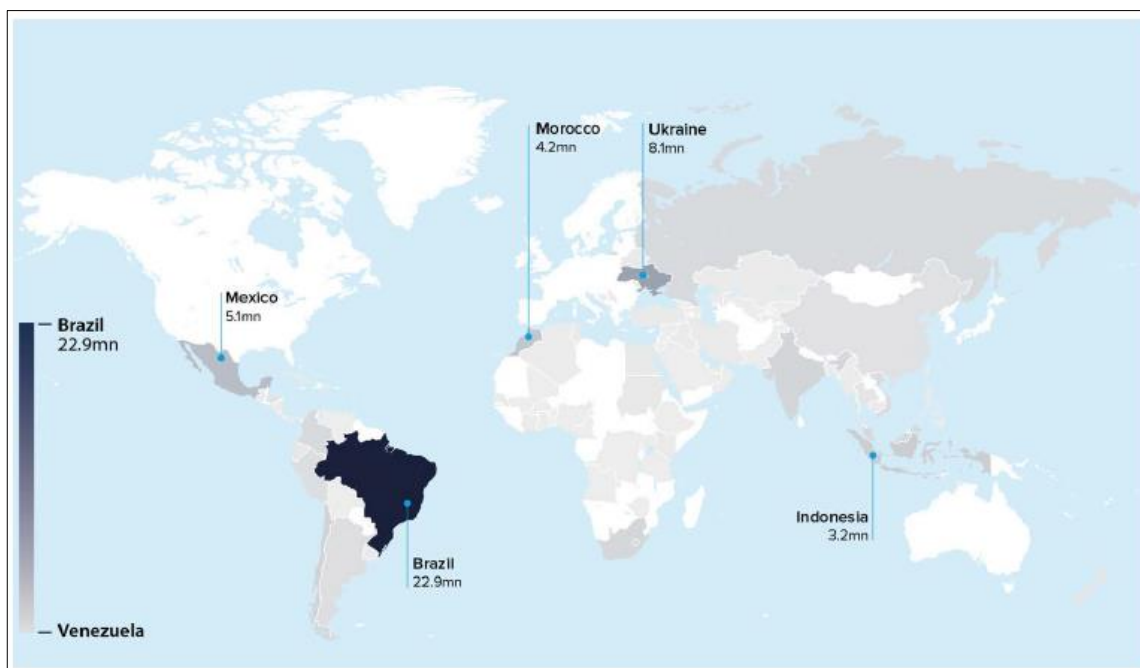 Morocco
4.2mn
Ukraine
8.1mn
Mexico
5.1mn
Brazil
22.9mn
Indonesia
3.2mn
Brazil
22.9mn
Venezuela